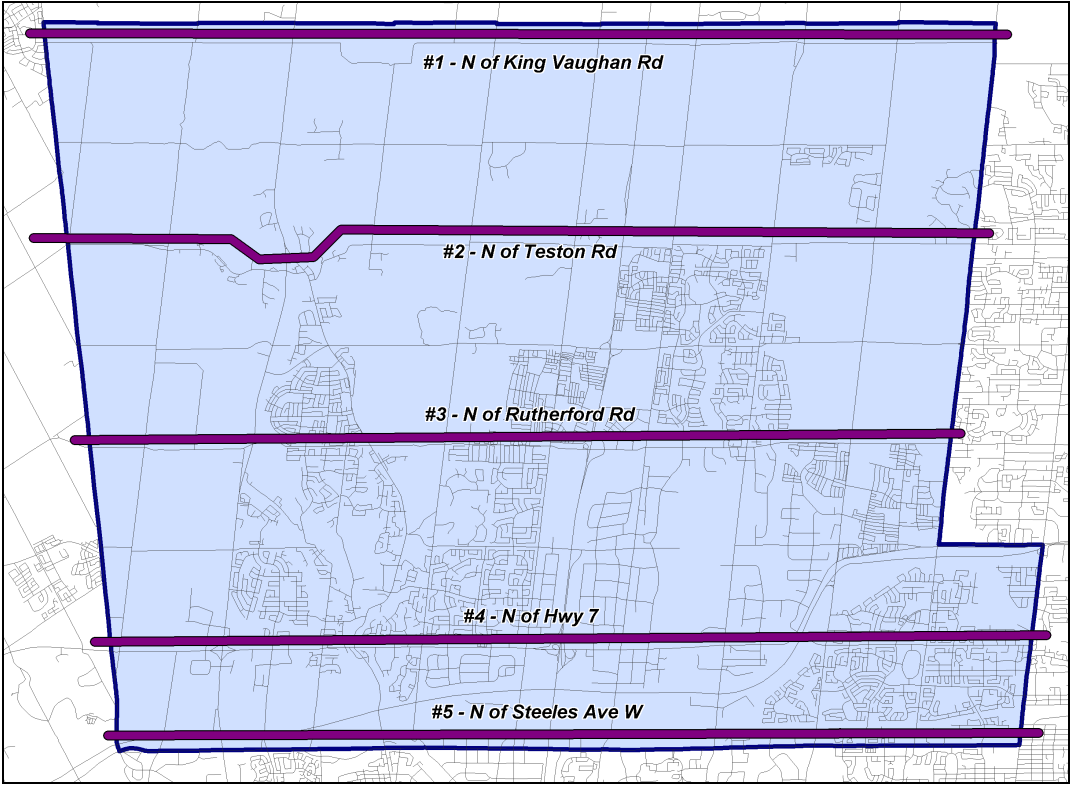 #1 - N of King Vaughan Rd
#2 - N of Teston Rd
#3 - N of Rutherford Rd
#4 - N of Hwy 7
#5 - N of Steeles Ave W